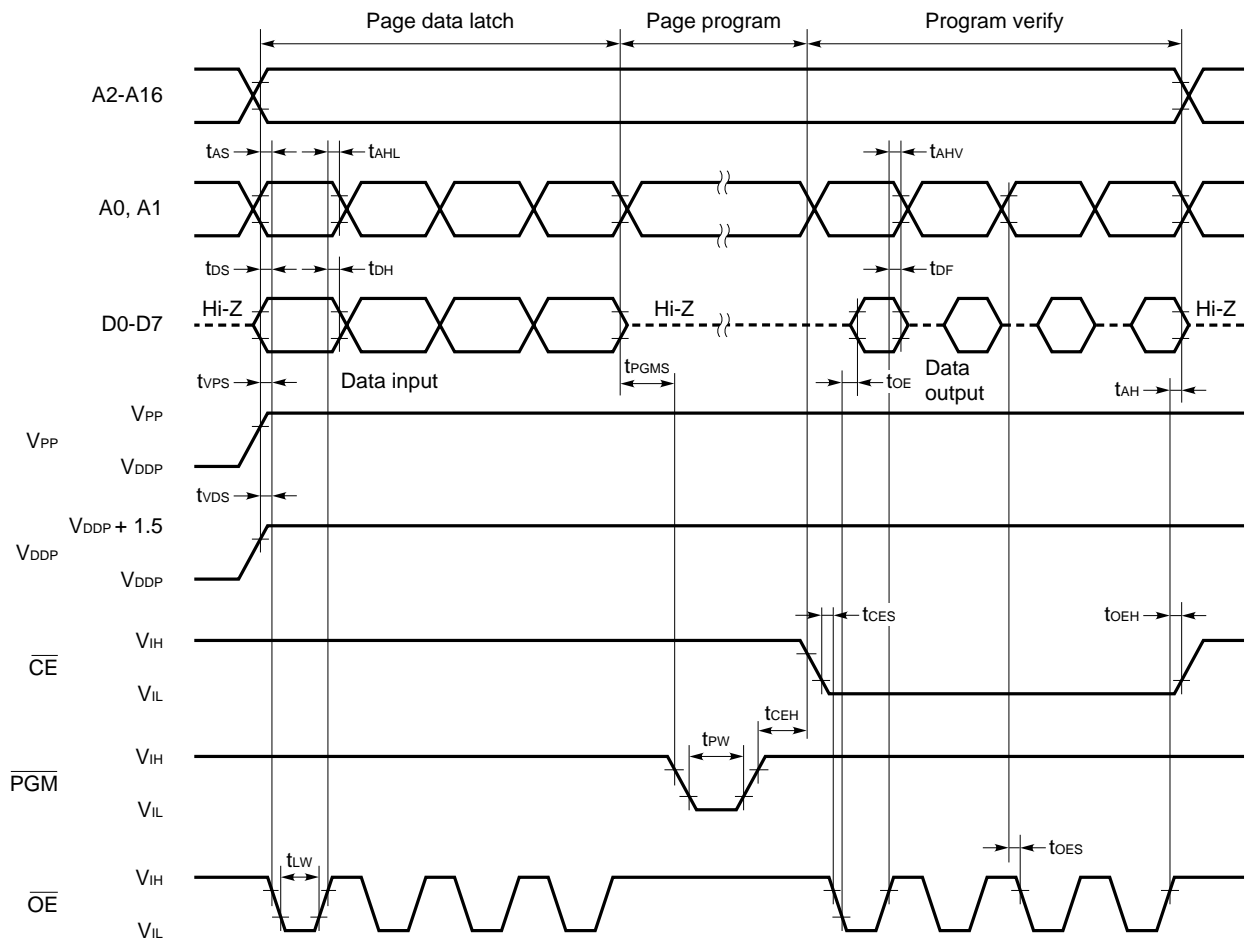 Page data latch Page program Program verify
A2-A16
tAS tAHL tAHV
A0, A1
tDS tDH tDF
Hi-Z Hi-Z Hi-Z
D0-D7
tPGMS
tVPS Data input tOE Data output tAH
VPP
VPP
VDDP
tVDS
VDDP + 1.5
VDDP
VDDP
tCES tOEH
VIH
CE
VIL
tCEH
tPW
VIH
PGM
VIL
tOES
tLW
VIH
OE
VIL